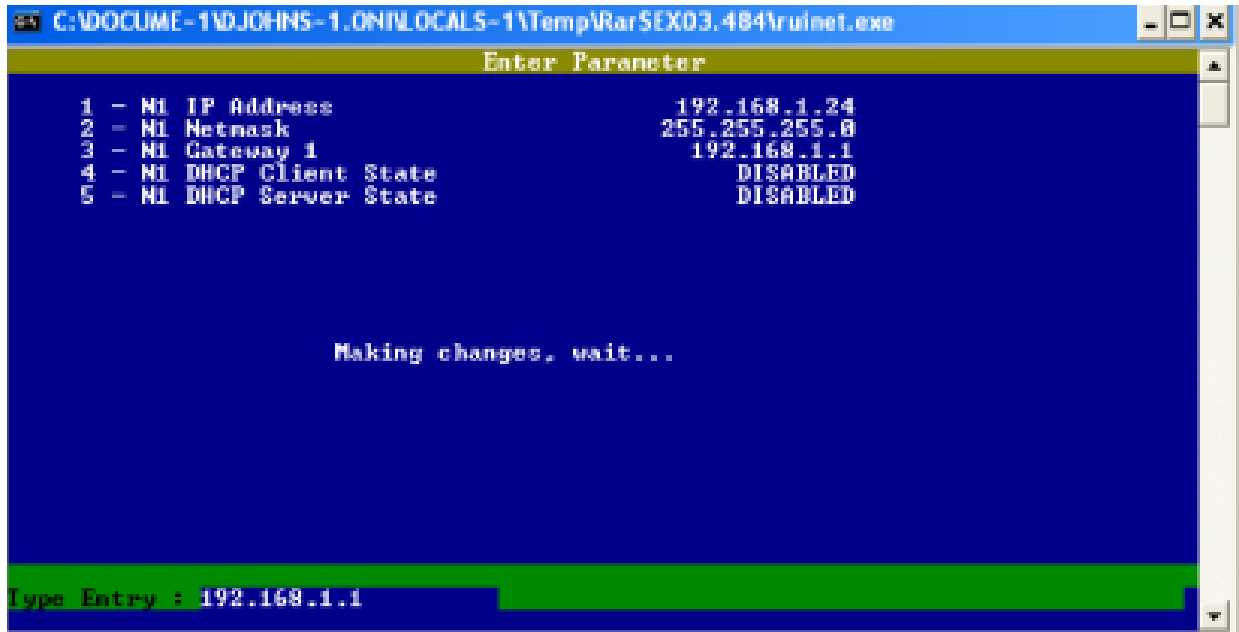 C:\DOCUME~1\DJOHNS~1.ONI\LOCALS~1\Temp\Rar$EX03.484\ruinet.exe
Enter Parameter
1 - N1 IP Address 192.168.1.24
2 - N1 Netmask 255.255.255.0
3 - N1 Gateway 1 192.168.1.1
4 - N1 DHCP Client State DISABLED
5 - N1 DHCP Server State DISABLED
Making changes, wait...
Type Entry : 192.168.1.1